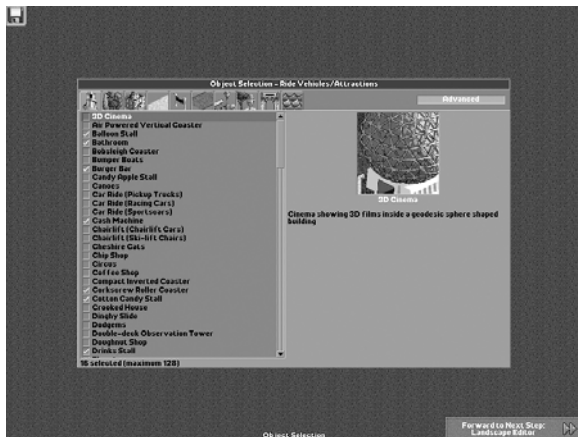 Object Selection - Ride Vehicles/Attractions
Advanced
3D Cinema
Air Powered Vertical Coaster
Balloon Stall
Bathroom
Bobsleigh Coaster
Bumper Boats
Burger Bar
Candy Apple Stall
Canoes
Car Ride (Pickup Trucks)
Car Ride (Racing Cars)
Car Ride (Sportscars)
Cash Machine
Chairlift (Chairlift Cars)
Chairlift (Ski-lift Chairs)
Cheshire Cats
Chip Shop
Circus
Coffee Shop
Compact Inverted Coaster
Corkscrew Roller Coaster
Cotton Candy Stall
Crooked House
Dinghy Slide
Dodgems
Double-deck Observation Tower
Doughnut Shop
Drinks Stall
3D Cinema
Cinema showing 3D films inside a geodesic sphere shaped
building
16 selected (maximum 128)
Object Selection
Forward to Next Step:
Landscape Editor